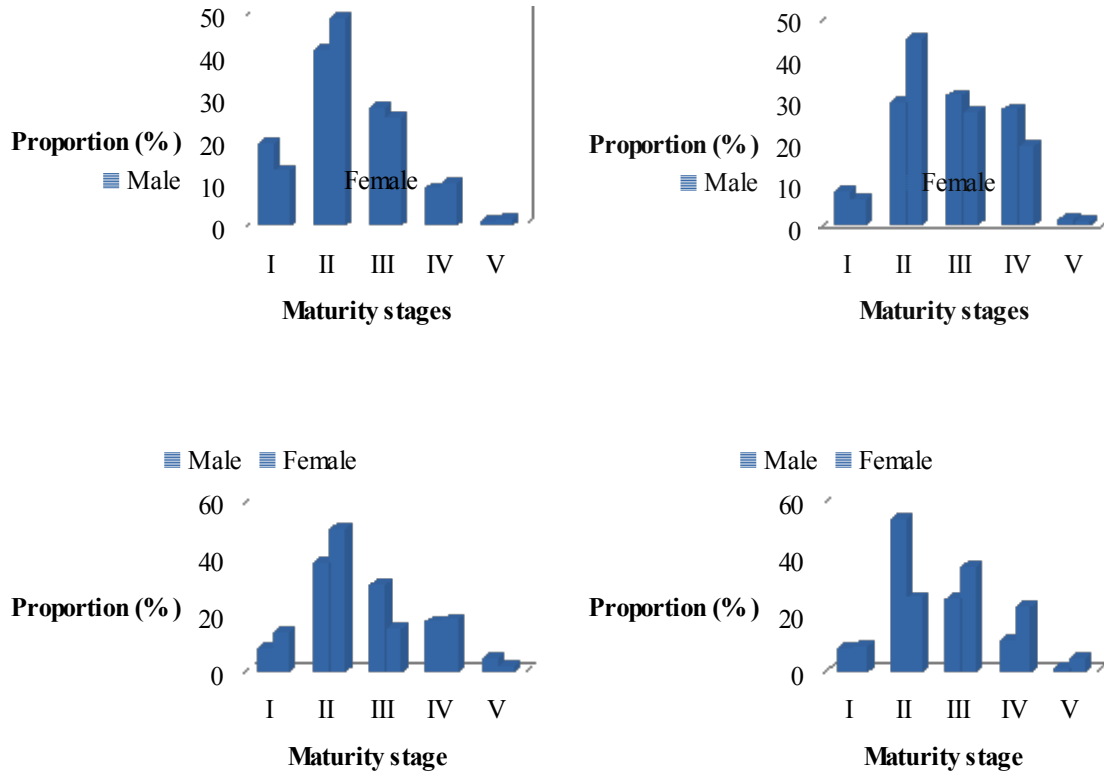 50
40
30
20
10
0
Proportion (%)
Male Female
I II III IV V
Maturity stages
50
40
30
20
10
0
Proportion (%)
Male Female
I II III IV V
Maturity stages
Male Female
60
40
20
0
Proportion (%)
I II III IV V
Maturity stage
Male Female
60
40
20
0
Proportion (%)
I II III IV V
Maturity stage